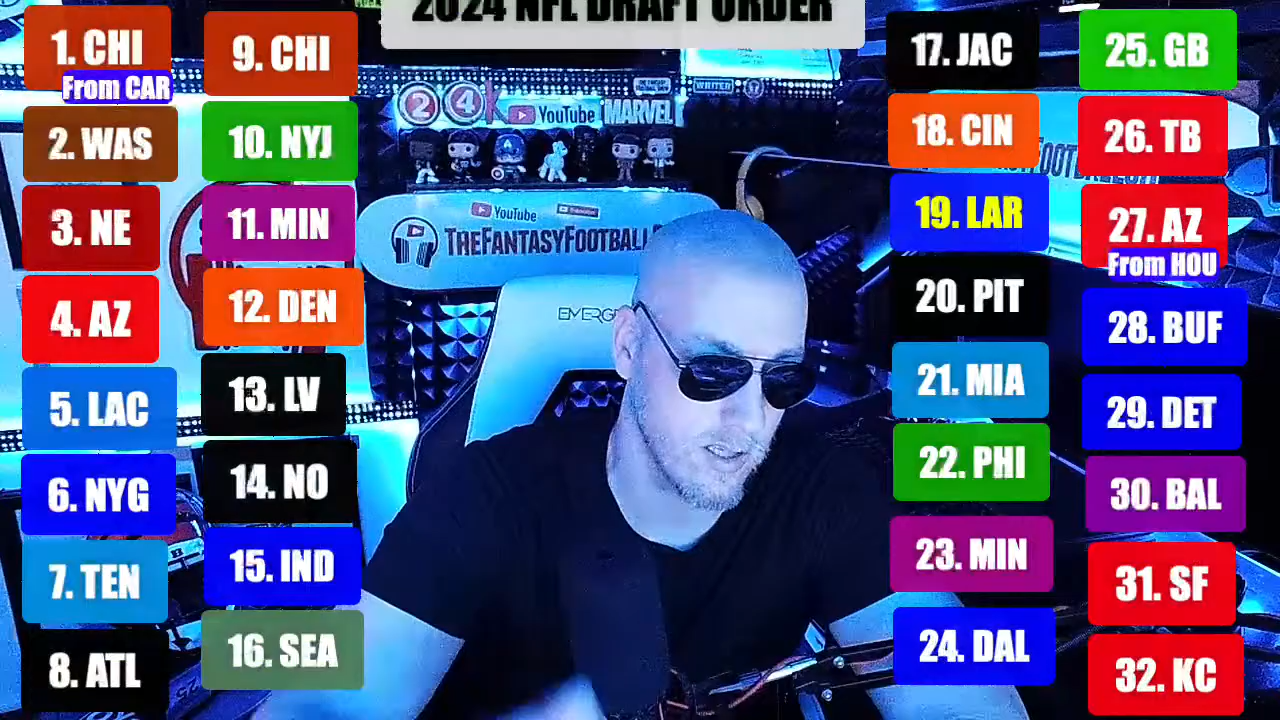 2024 NFL DRAFT ORDER
1. CHI
From CAR
2. WAS
3. NE
4. AZ
5. LAC
6. NYG
7. TEN
8. ATL
9. CHI
10. NYJ
11. MIN
12. DEN
13. LV
14. NO
15. IND
16. SEA
2 4K
YouTube
MARVEL
WRITER
YouTube
THEFANTASYFOOTBALL
EMERG
17. JAC
18. CIN
19. LAR
20. PIT
21. MIA
22. PHI
23. MIN
24. DAL
25. GB
26. TB
27. AZ
From HOU
28. BUF
29. DET
30. BAL
31. SF
32. KC